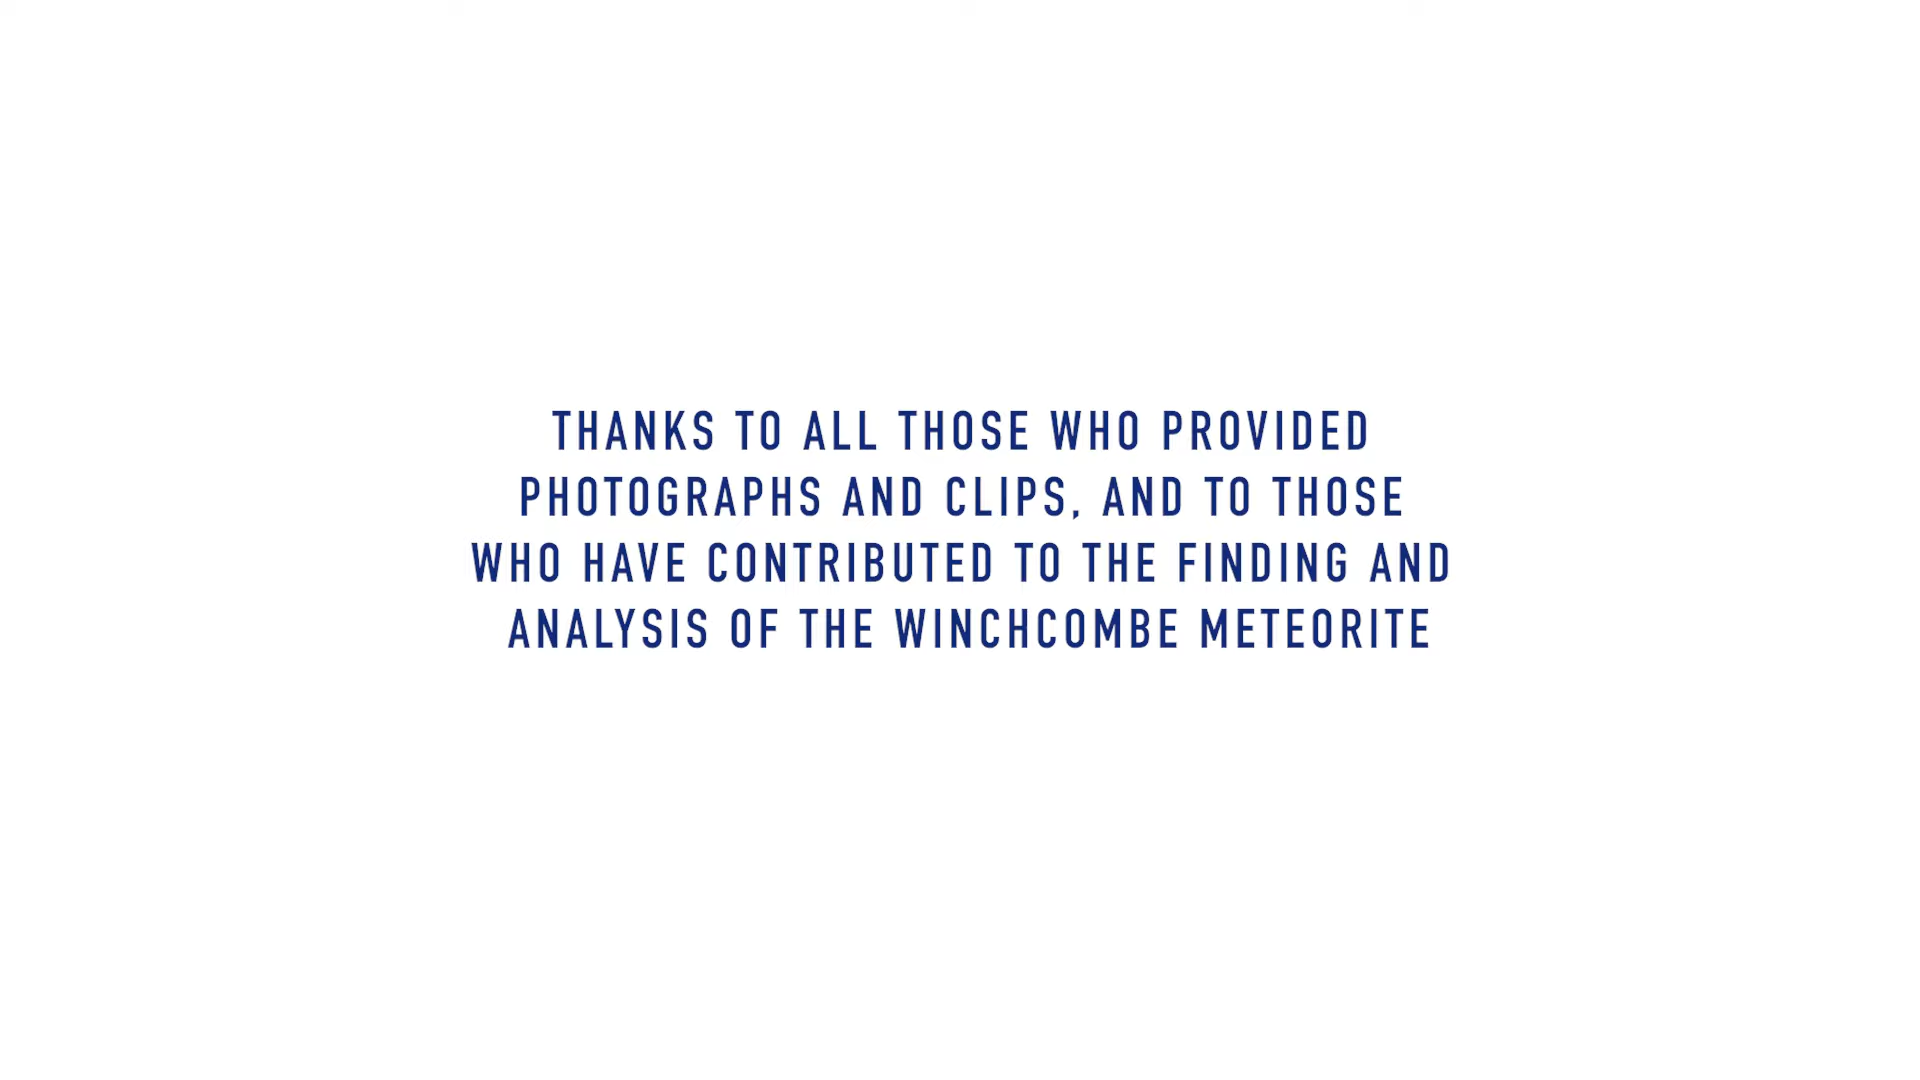 THANKS TO ALL THOSE WHO PROVIDED
PHOTOGRAPHS AND CLIPS, AND TO THOSE
WHO HAVE CONTRIBUTED TO THE FINDING AND
ANALYSIS OF THE WINCHCOMBE METEORITE